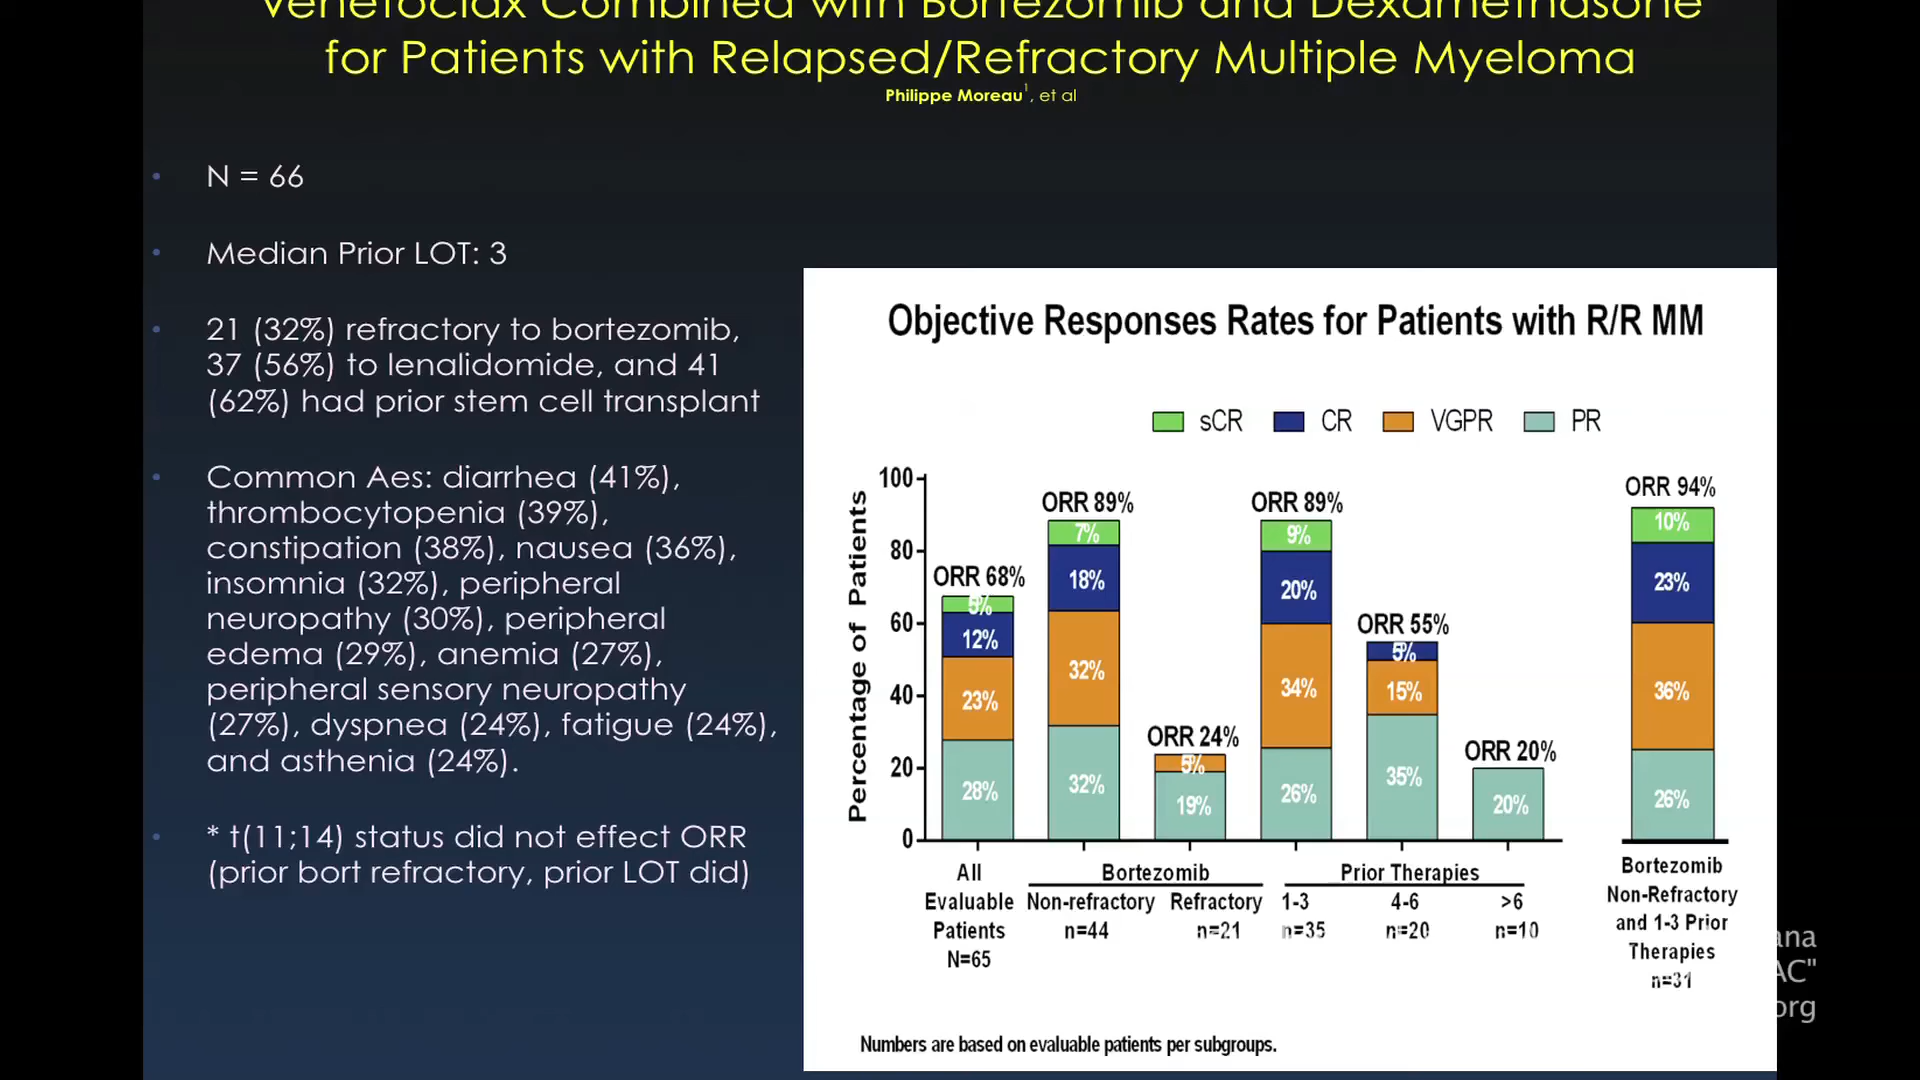 Venetoclax Combined with Bortezomib and Dexamethasone
for Patients with Relapsed/Refractory Multiple Myeloma
Philippe Moreau1, et al
• N = 66
• Median Prior LOT: 3
• 21 (32%) refractory to bortezomib,
37 (56%) to lenalidomide, and 41
(62%) had prior stem cell transplant
• Common Aes: diarrhea (41%),
thrombocytopenia (39%),
constipation (38%), nausea (36%),
insomnia (32%), peripheral
neuropathy (30%), peripheral
edema (29%), anemia (27%),
peripheral sensory neuropathy
(27%), dyspnea (24%), fatigue (24%),
and asthenia (24%).
• * t(11;14) status did not effect ORR
(prior bort refractory, prior LOT did)
Objective Responses Rates for Patients with R/R MM
sCR CR VGPR PR
Percentage of Patients
100
80
60
40
20
0
ORR 68%
5%
12%
23%
28%
ORR 89%
7%
18%
32%
32%
ORR 24%
5%
19%
ORR 89%
9%
20%
34%
26%
ORR 55%
5%
15%
35%
ORR 20%
20%
ORR 94%
10%
23%
36%
26%
All
Evaluable
Patients
N=65
Bortezomib
Non-refractory Refractory
n=44 n=21
Prior Therapies
1-3 4-6 >6
n=35 n=20 n=10
Bortezomib
Non-Refractory
and 1-3 Prior
Therapies
n=31
Numbers are based on evaluable patients per subgroups.
ana
AC"
org